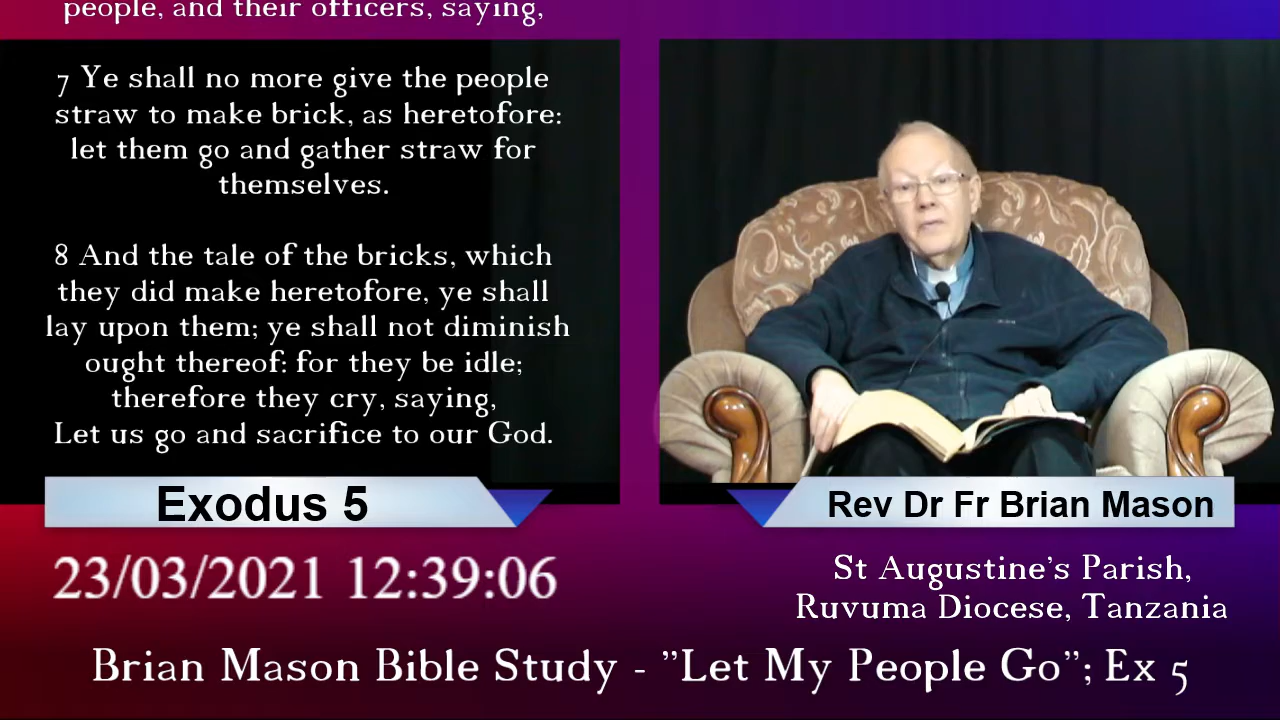 people, and their officers, saying,
7 Ye shall no more give the people
straw to make brick, as heretofore:
let them go and gather straw for
themselves.
8 And the tale of the bricks, which
they did make heretofore, ye shall
lay upon them; ye shall not diminish
ought thereof: for they be idle;
therefore they cry, saying,
Let us go and sacrifice to our God.
Exodus 5
Rev Dr Fr Brian Mason
23/03/2021 12:39:06
St Augustine's Parish,
Ruvuma Diocese, Tanzania
Brian Mason Bible Study - "Let My People Go"; Ex 5